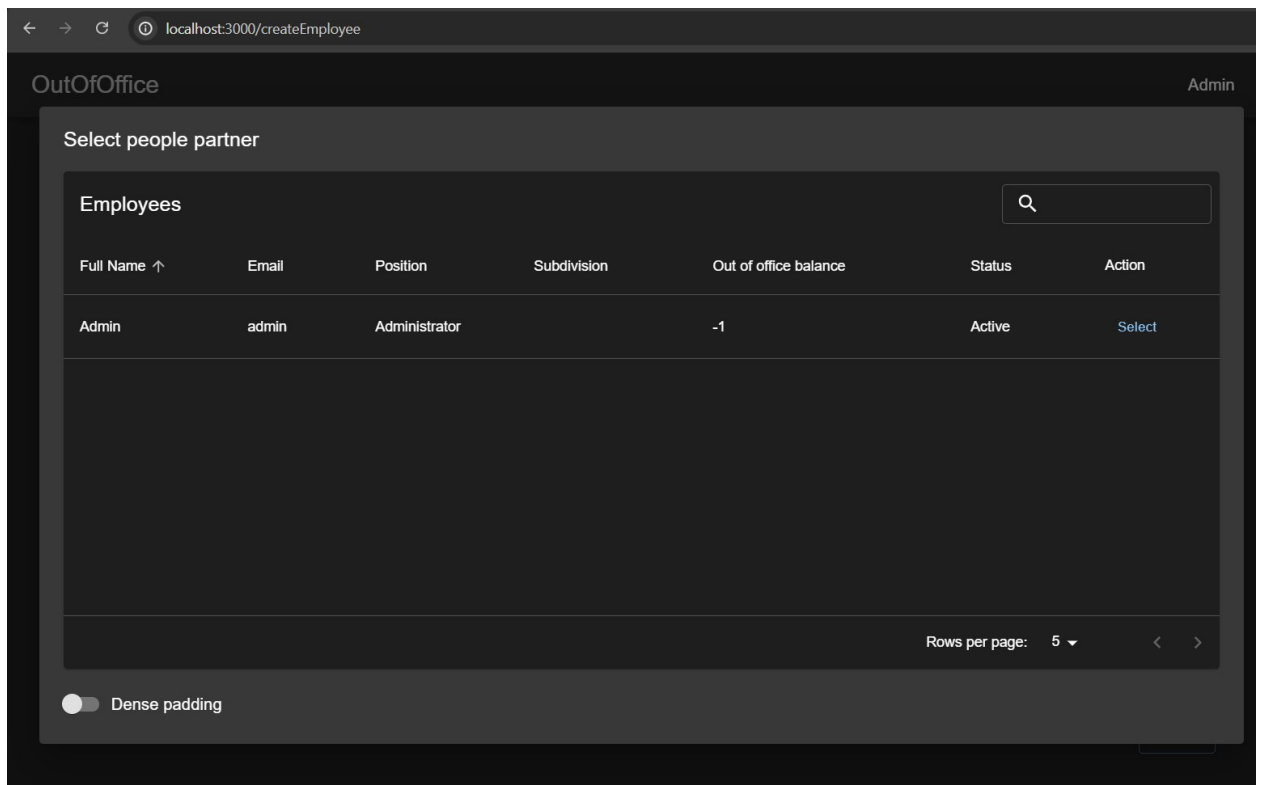 localhost:3000/createEmployee
OutOfOffice Admin
Select people partner
Employees
Full Name Email Position Subdivision Out of office balance Status Action
Admin admin Administrator -1 Active Select
Rows per page: 5
Dense padding